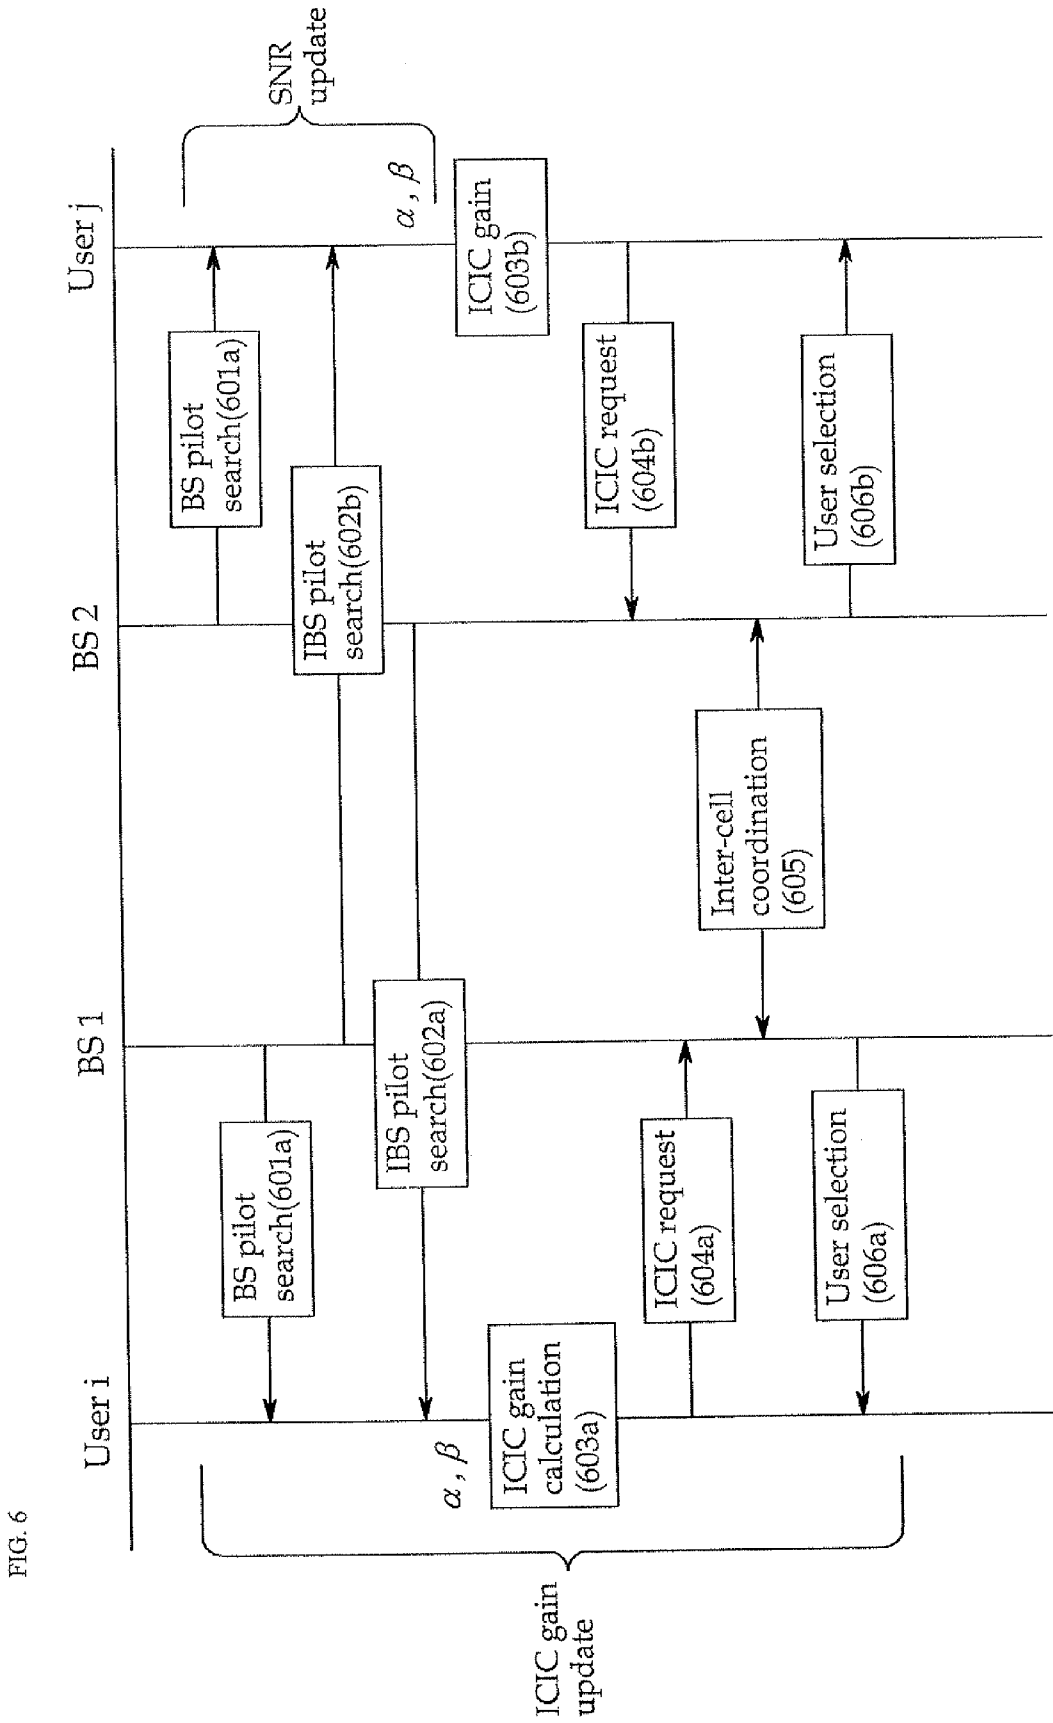 FIG. 6
User i
BS 1
BS 2
User j
BS pilot
search(601a)
BS pilot
search(601a)
IBS pilot
search(602b)
IBS pilot
search(602a)
α, β
α, β
SNR
update
ICIC gain
calculation
(603a)
ICIC gain
(603b)
ICIC request
(604a)
ICIC request
(604b)
Inter-cell
coordination
(605)
User selection
(606a)
User selection
(606b)
ICIC gain
update